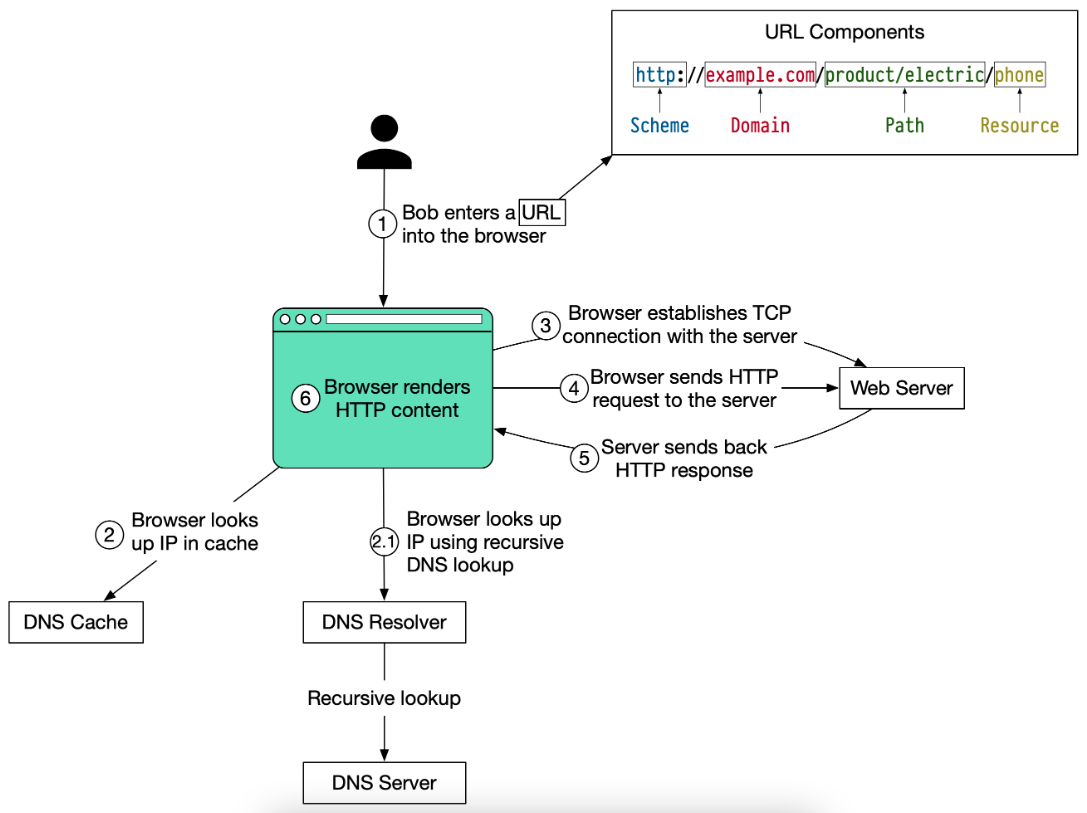 URL Components
http://example.com/product/electric/phone
Scheme Domain Path Resource
1 Bob enters a URL
into the browser
3 Browser establishes TCP
connection with the server
4 Browser sends HTTP
request to the server
Web Server
5 Server sends back
HTTP response
6 Browser renders
HTTP content
2 Browser looks
up IP in cache
2.1 Browser looks up
IP using recursive
DNS lookup
DNS Cache
DNS Resolver
Recursive lookup
DNS Server